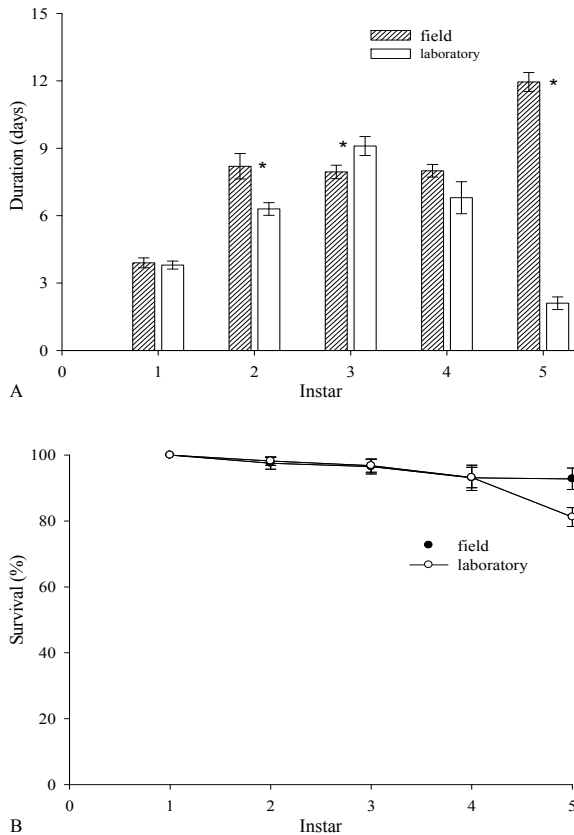 15
12
9
6
3
0
Duration (days)
field
laboratory
*
*
*
0 1 2 3 4 5
Instar
A
100
80
60
40
20
0
Survival (%)
field
laboratory
0 1 2 3 4 5
Instar
B